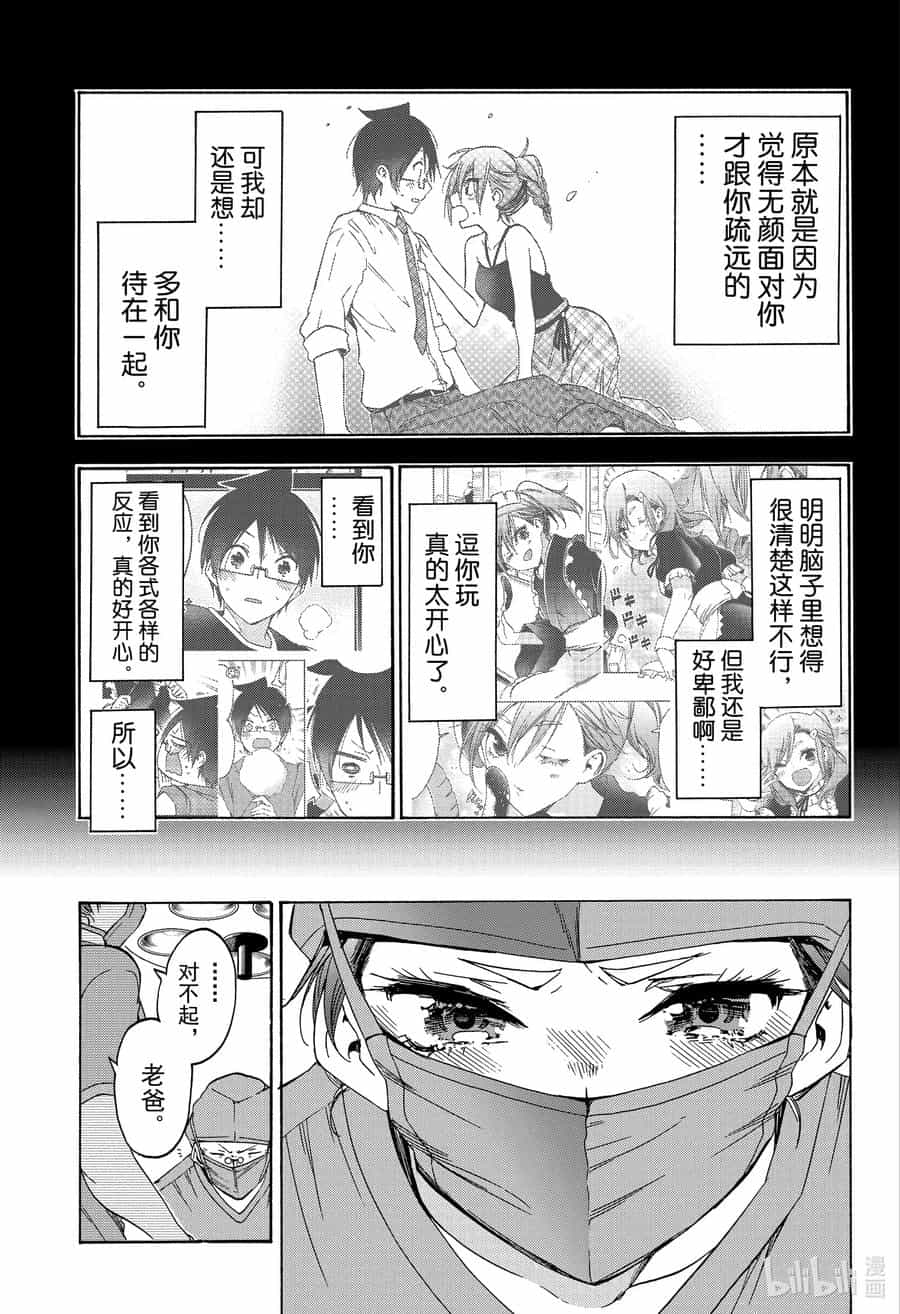 原本就是因为
觉得无颜面对你
才跟你疏远的
……
可我却
还是想……
多和你
待在一起。
明明脑子里想得
很清楚这样不行，
但我还是
好卑鄙啊……
逗你玩
真的太开心了。
看到你
……
看到你各式各样的
反应，真的好开心。
所以……
……
对不起，
老爸。
bilibili
漫画